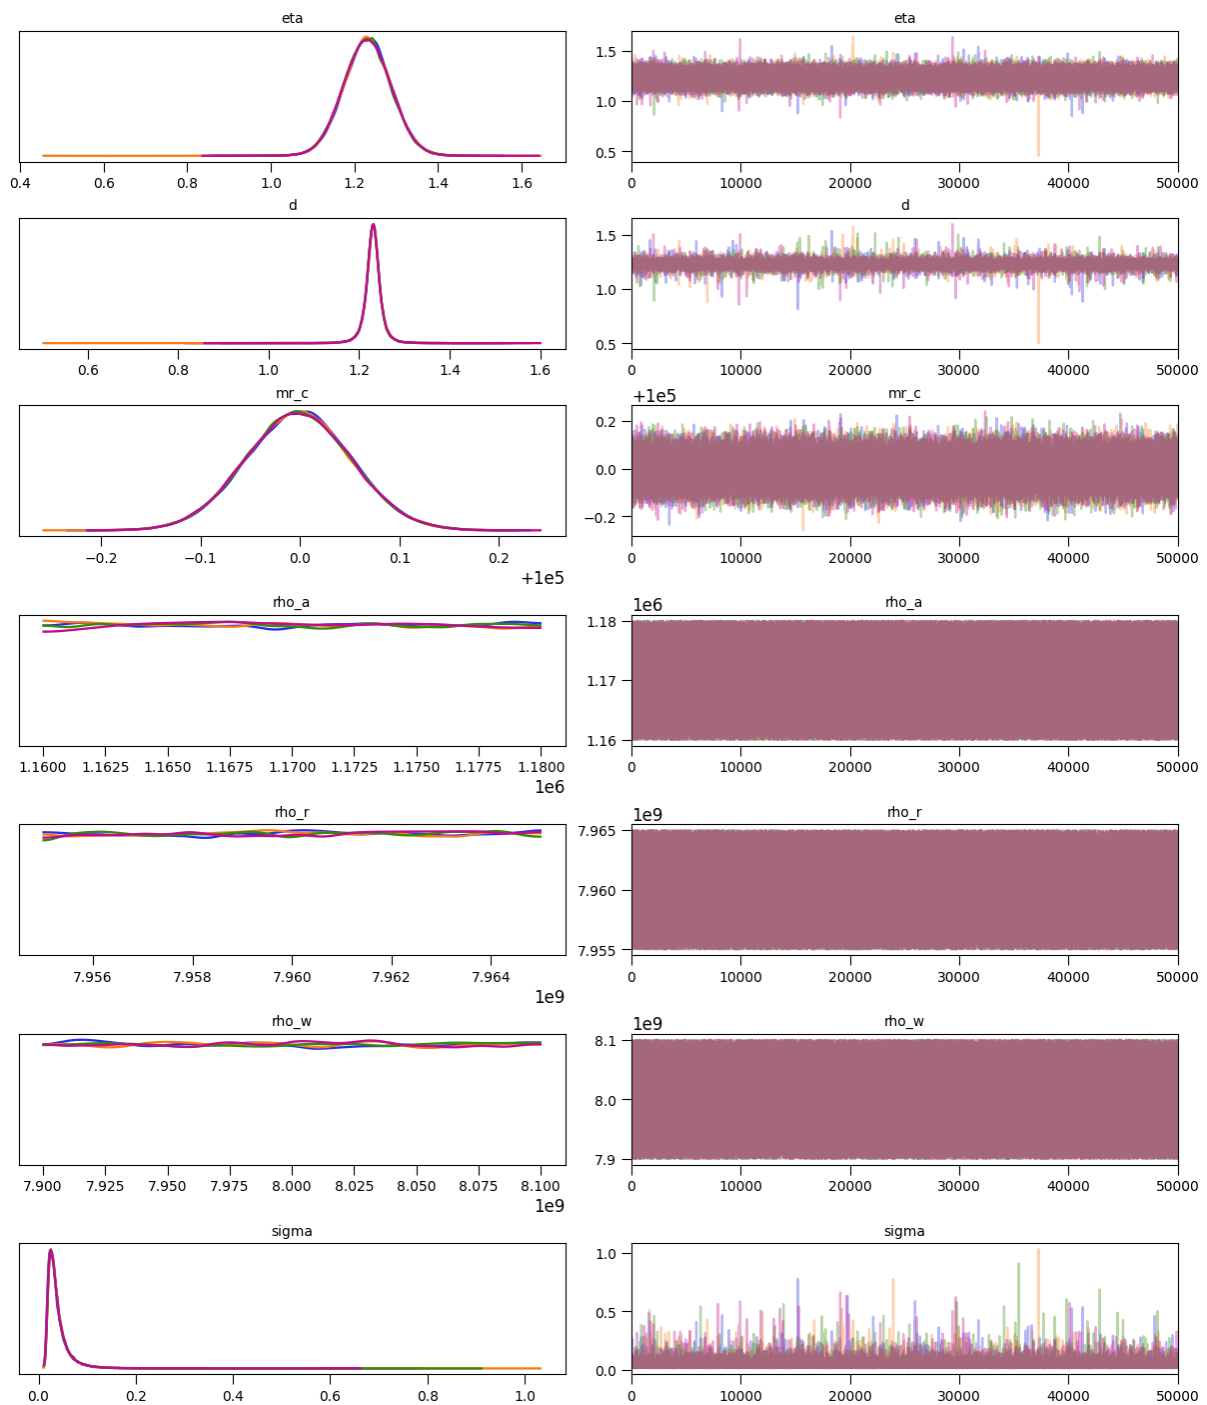 eta eta
1.5
1.0
0.5
0.4 0.6 0.8 1.0 1.2 1.4 1.6 0 10000 20000 30000 40000 50000
d d
1.5
1.0
0.5
0.6 0.8 1.0 1.2 1.4 1.6 0 10000 20000 30000 40000 50000
mr_c +1e5 mr_c
0.2
0.0
−0.2
−0.2 −0.1 0.0 0.1 0.2 0 10000 20000 30000 40000 50000
+1e5
rho_a 1e6 rho_a
1.18
1.17
1.16
1.1600 1.1625 1.1650 1.1675 1.1700 1.1725 1.1750 1.1775 1.1800 0 10000 20000 30000 40000 50000
1e6
rho_r 1e9 rho_r
7.965
7.960
7.955
7.956 7.958 7.960 7.962 7.964 0 10000 20000 30000 40000 50000
1e9
rho_w 1e9 rho_w
8.1
8.0
7.9
7.900 7.925 7.950 7.975 8.000 8.025 8.050 8.075 8.100 0 10000 20000 30000 40000 50000
1e9
sigma sigma
1.0
0.5
0.0
0.0 0.2 0.4 0.6 0.8 1.0 0 10000 20000 30000 40000 50000